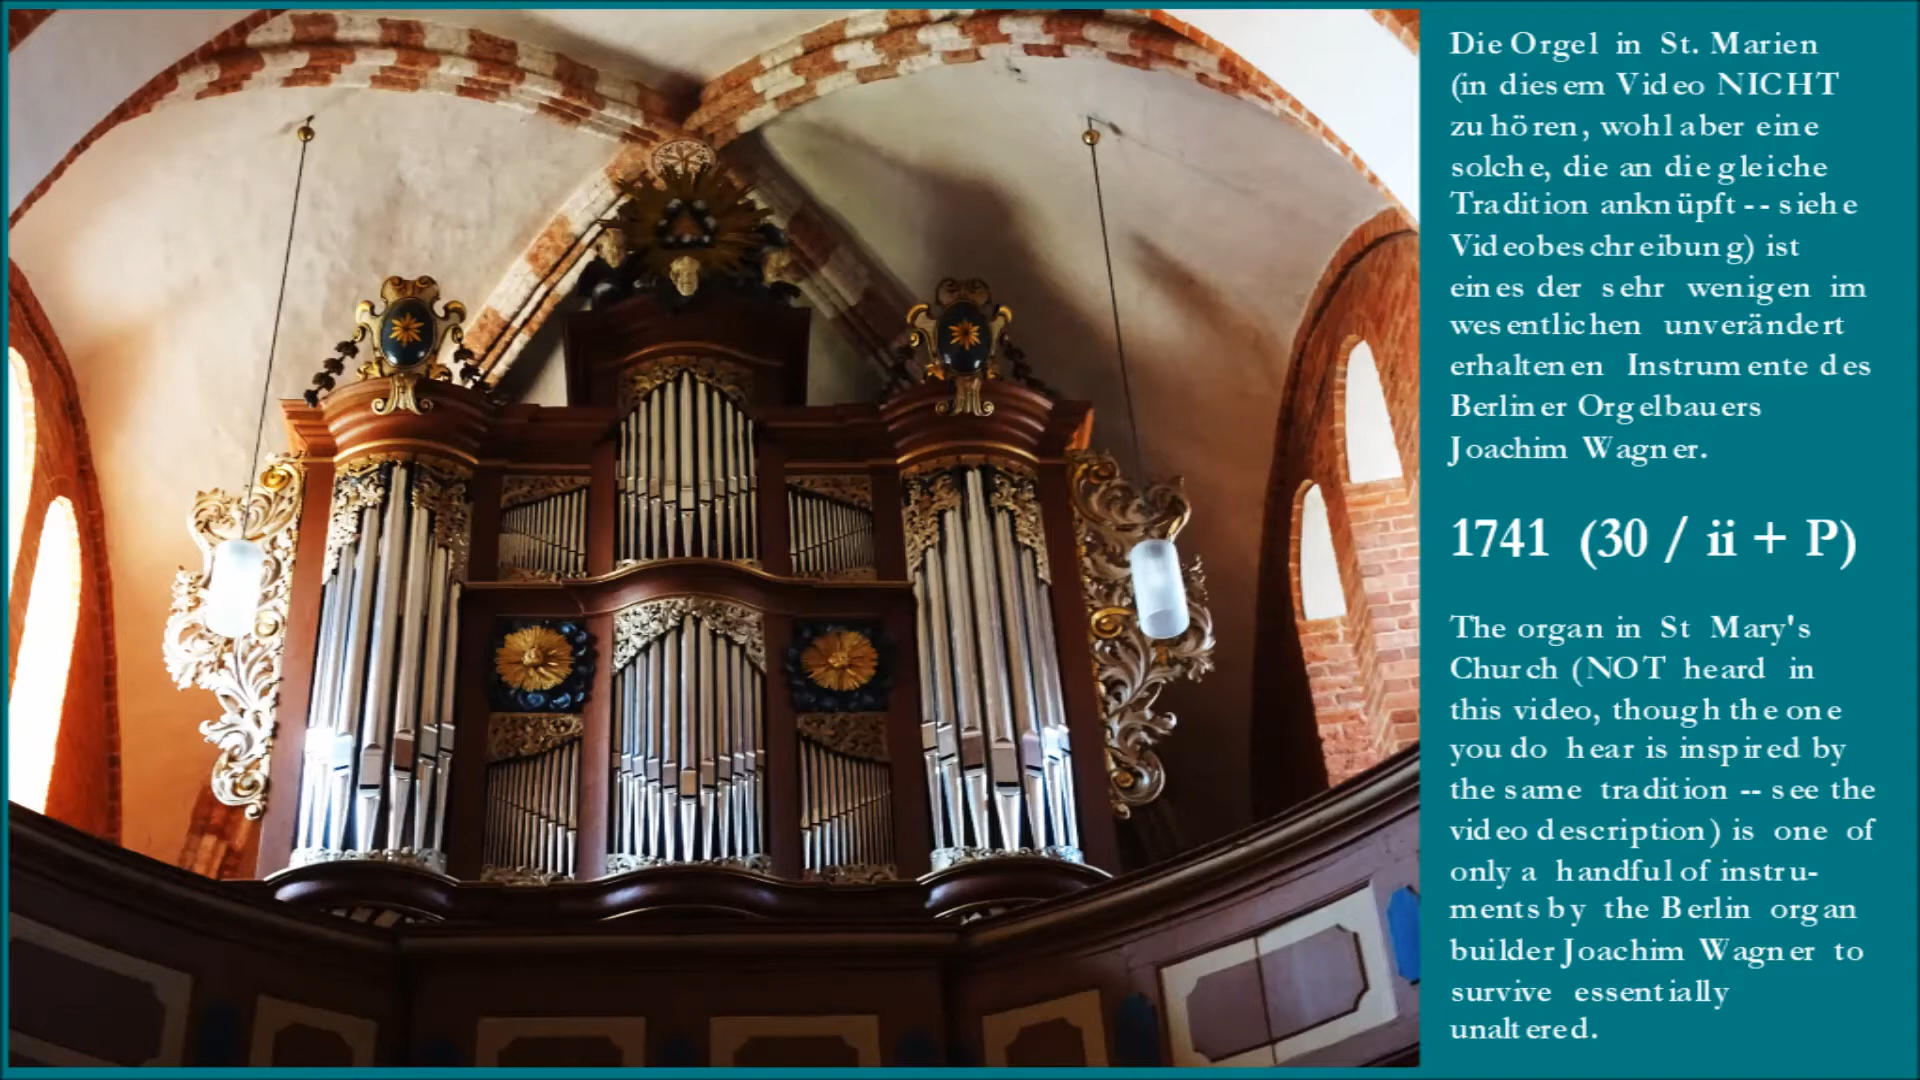 Die Orgel in St. Marien
(in diesem Video NICHT
zu hören, wohl aber eine
solche, die an die gleiche
Tradition anknüpft -- siehe
Videobeschreibung) ist
eines der sehr wenigen im
wesentlichen unverändert
erhaltenen Instrumente des
Berliner Orgelbauers
Joachim Wagner.
1741 (30 / ii + P)
The organ in St Mary's
Church (NOT heard in
this video, though the one
you do hear is inspired by
the same tradition -- see the
video description) is one of
only a handful of instru-
ments by the Berlin organ
builder Joachim Wagner to
survive essentially
unaltered.